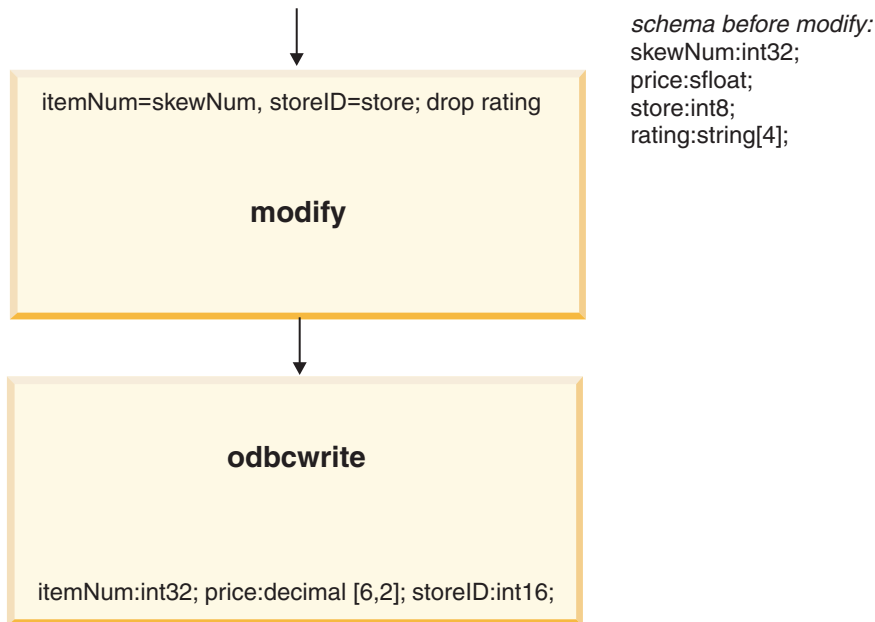 schema before modify:
skewNum:int32;
price:sfloat;
store:int8;
rating:string[4];
itemNum=skewNum, storeID=store; drop rating
modify
odbcwrite
itemNum:int32; price:decimal [6,2]; storeID:int16;